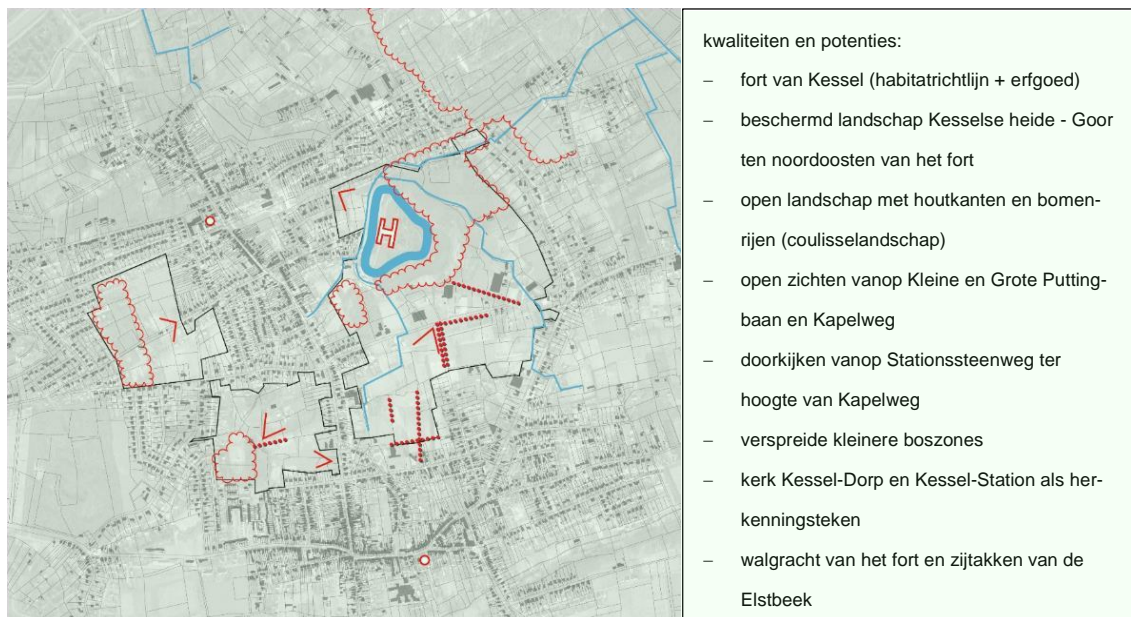 kwaliteiten en potenties:
– fort van Kessel (habitatrichtlijn + erfgoed)
– beschermd landschap Kesselse heide - Goor
ten noordoosten van het fort
– open landschap met houtkanten en bomen-
rijen (coulisselandschap)
– open zichten vanop Kleine en Grote Putting-
baan en Kapelweg
– doorkijken vanop Stationssteenweg ter
hoogte van Kapelweg
– verspreide kleinere boszones
– kerk Kessel-Dorp en Kessel-Station als her-
kenningsteken
– walgracht van het fort en zijtakken van de
Elstbeek